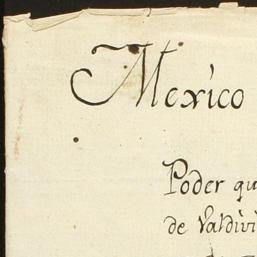 Mexico
Poder qu
de Valdivi